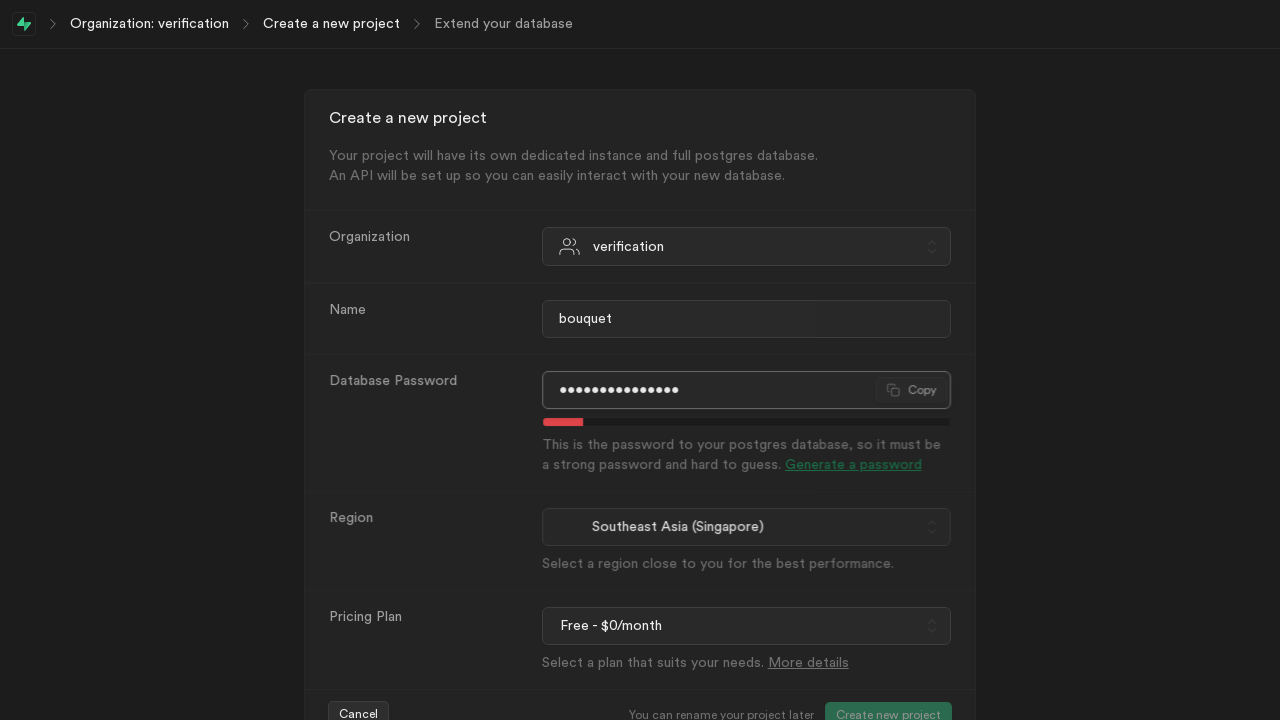 Organization: verification
Create a new project
Extend your database
Create a new project
Your project will have its own dedicated instance and full postgres database.
An API will be set up so you can easily interact with your new database.
Organization
verification
Name
bouquet
Database Password
•••••••••••••••
Copy
This is the password to your postgres database, so it must be
a strong password and hard to guess. Generate a password
Region
Southeast Asia (Singapore)
Select a region close to you for the best performance.
Pricing Plan
Free - $0/month
Select a plan that suits your needs. More details
Cancel
You can rename your project later
Create new project